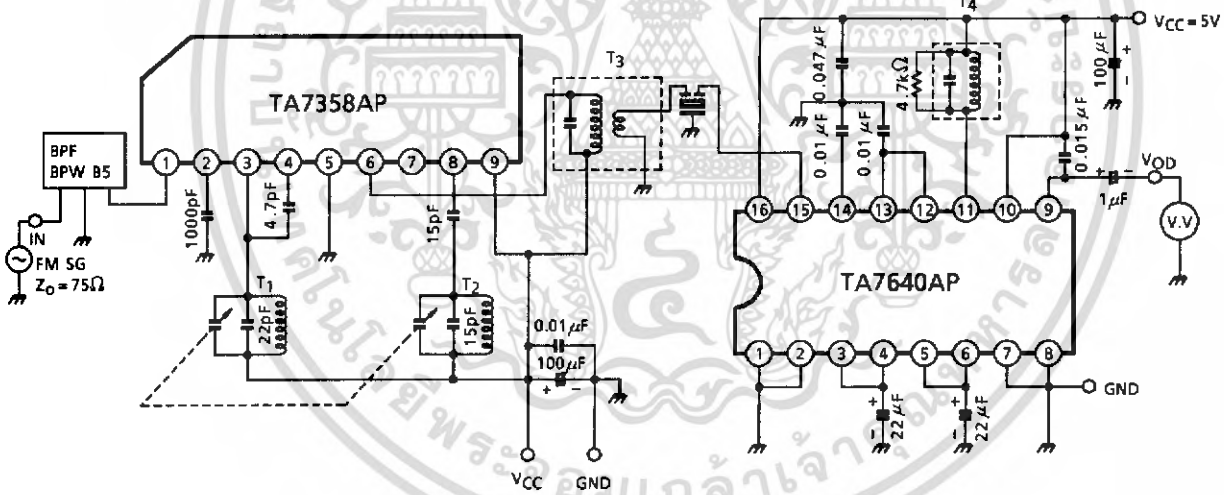 T4
VCC = 5V
T3
0.047 μF
4.7kΩ
100 μF
+
-
TA7358AP
0.01 μF
0.01 μF
0.015 μF
BPF
BPW B5
1 2 3 4 5 6 7 8 9
16 15 14 13 12 11 10 9
+ -
1μF
VOD
V.V
IN
FM SG
Z0 = 75Ω
1000pF
4.7pF
15pF
TA7640AP
T1
22pF
T2
15pF
0.01 μF
100 μF
+ -
1 2 3 4 5 6 7 8
GND
+
-
22 μF
+
-
22 μF
VCC
GND